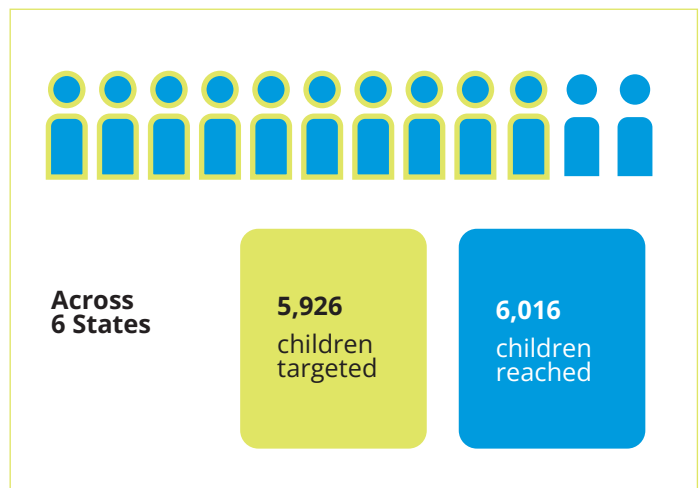 Across
6 States
5,926
children
targeted
6,016
children
reached